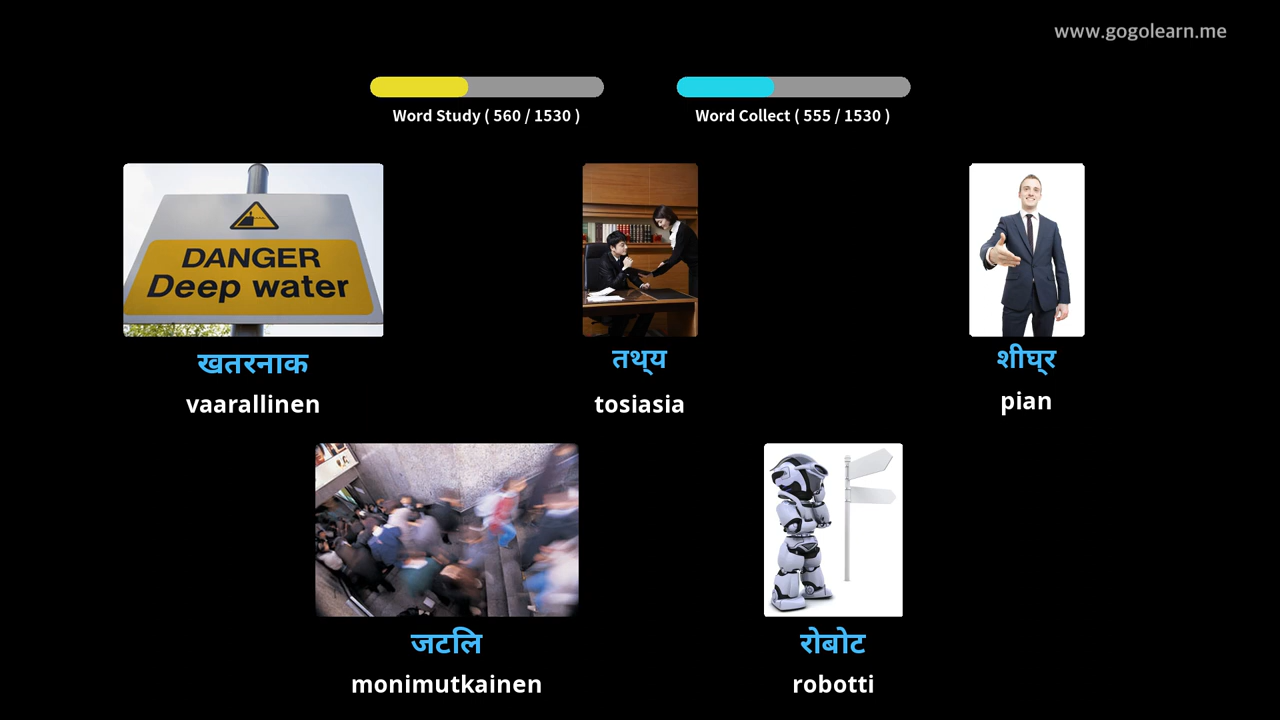 www.gogolearn.me
Word Study ( 560 / 1530 )
Word Collect ( 555 / 1530 )
DANGER
Deep water
खतरनाक
तथ्‌य
शीघ्‌र
vaarallinen
tosiasia
pian
जटलि
रोबोट
monimutkainen
robotti